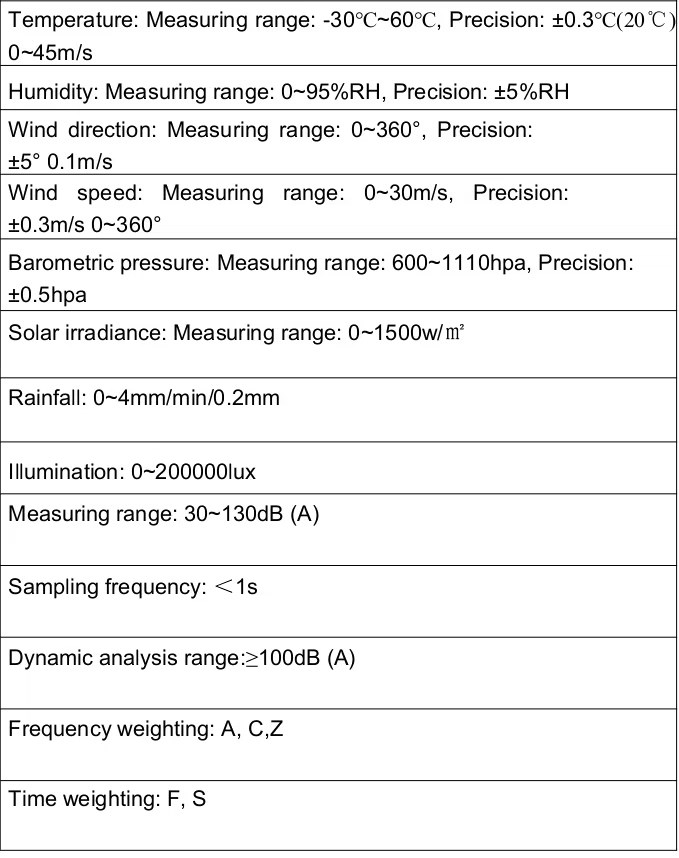 Temperature: Measuring range: -30℃~60℃, Precision: ±0.3℃(20℃)
0~45m/s
Humidity: Measuring range: 0~95%RH, Precision: ±5%RH
Wind direction: Measuring range: 0~360°, Precision:
±5° 0.1m/s
Wind speed: Measuring range: 0~30m/s, Precision:
±0.3m/s 0~360°
Barometric pressure: Measuring range: 600~1110hpa, Precision:
±0.5hpa
Solar irradiance: Measuring range: 0~1500w/㎡
Rainfall: 0~4mm/min/0.2mm
Illumination: 0~200000lux
Measuring range: 30~130dB (A)
Sampling frequency: ＜1s
Dynamic analysis range:≥100dB (A)
Frequency weighting: A, C,Z
Time weighting: F, S